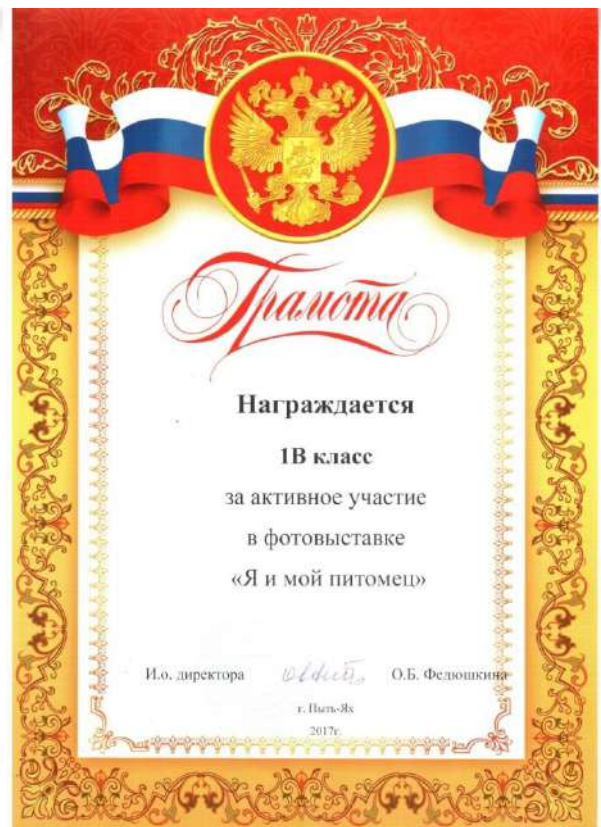 Грамота
Награждается
1В класс
за активное участие
в фотовыставке
«Я и мой питомец»
И.о. директора О.Б. Федюшкина
г. Пыть-Ях
2017г.